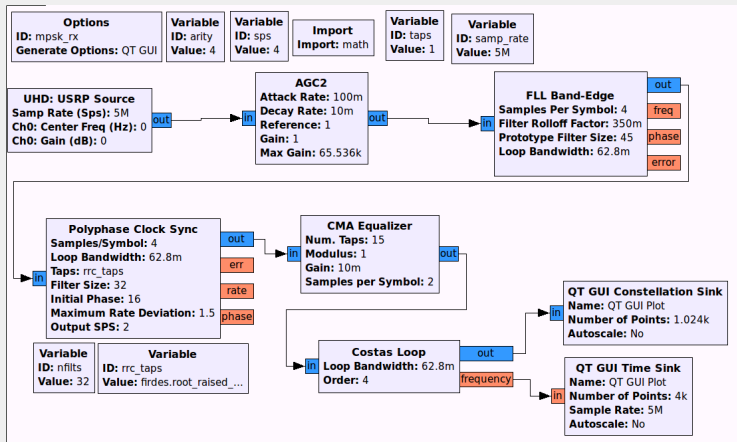 Options
ID: mpsk_rx
Generate Options: QT GUI
Variable
ID: arity
Value: 4
Variable
ID: sps
Value: 4
Import
Import: math
Variable
ID: taps
Value: 1
Variable
ID: samp_rate
Value: 5M
UHD: USRP Source
Samp Rate (Sps): 5M
Ch0: Center Freq (Hz): 0
Ch0: Gain (dB): 0
out
AGC2
Attack Rate: 100m
Decay Rate: 10m
Reference: 1
Gain: 1
Max Gain: 65.536k
in
out
FLL Band-Edge
Samples Per Symbol: 4
Filter Rolloff Factor: 350m
Prototype Filter Size: 45
Loop Bandwidth: 62.8m
in
out
freq
phase
error
Polyphase Clock Sync
Samples/Symbol: 4
Loop Bandwidth: 62.8m
Taps: rrc_taps
Filter Size: 32
Initial Phase: 16
Maximum Rate Deviation: 1.5
Output SPS: 2
in
out
err
rate
phase
CMA Equalizer
Num. Taps: 15
Modulus: 1
Gain: 10m
Samples per Symbol: 2
in
out
Variable
ID: nfilts
Value: 32
Variable
ID: rrc_taps
Value: firdes.root_raised_...
Costas Loop
Loop Bandwidth: 62.8m
Order: 4
in
out
frequency
QT GUI Constellation Sink
Name: QT GUI Plot
Number of Points: 1.024k
Autoscale: No
in
QT GUI Time Sink
Name: QT GUI Plot
Number of Points: 4k
Sample Rate: 5M
Autoscale: No
in